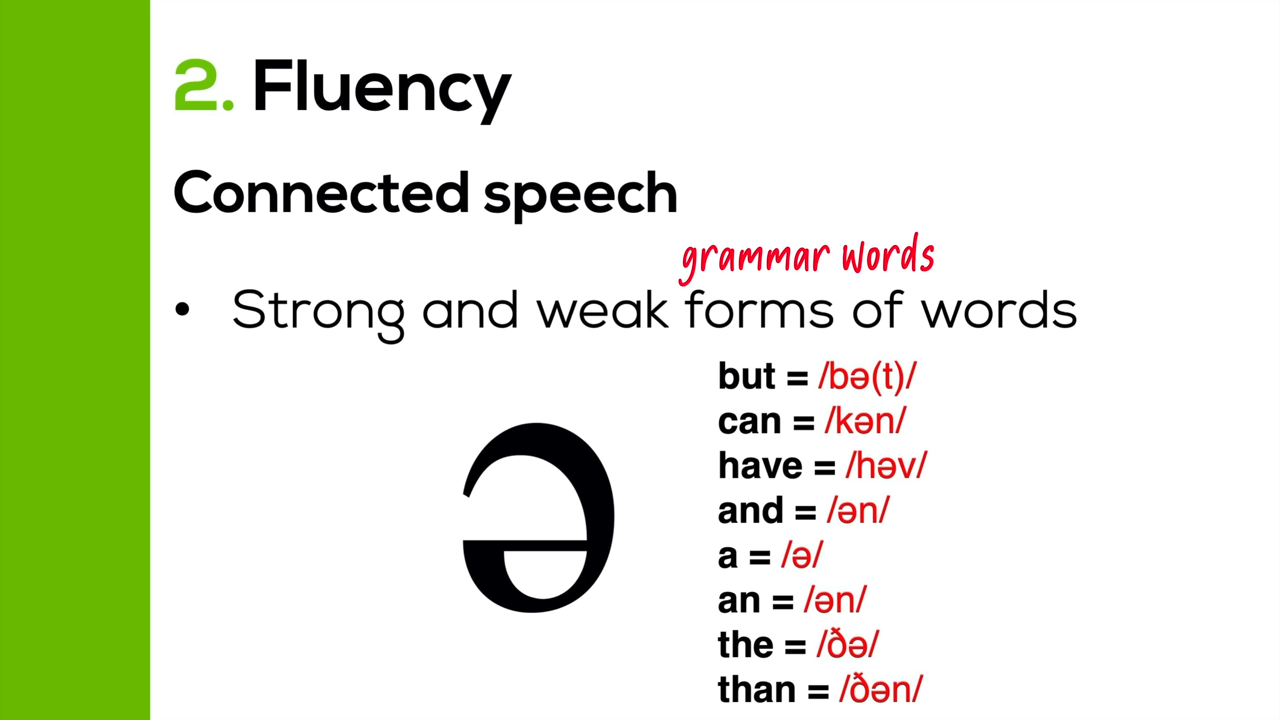 2. Fluency
Connected speech
grammar words
• Strong and weak forms of words
ə
but = /bə(t)/
can = /kən/
have = /həv/
and = /ən/
a = /ə/
an = /ən/
the = /ðə/
than = /ðən/